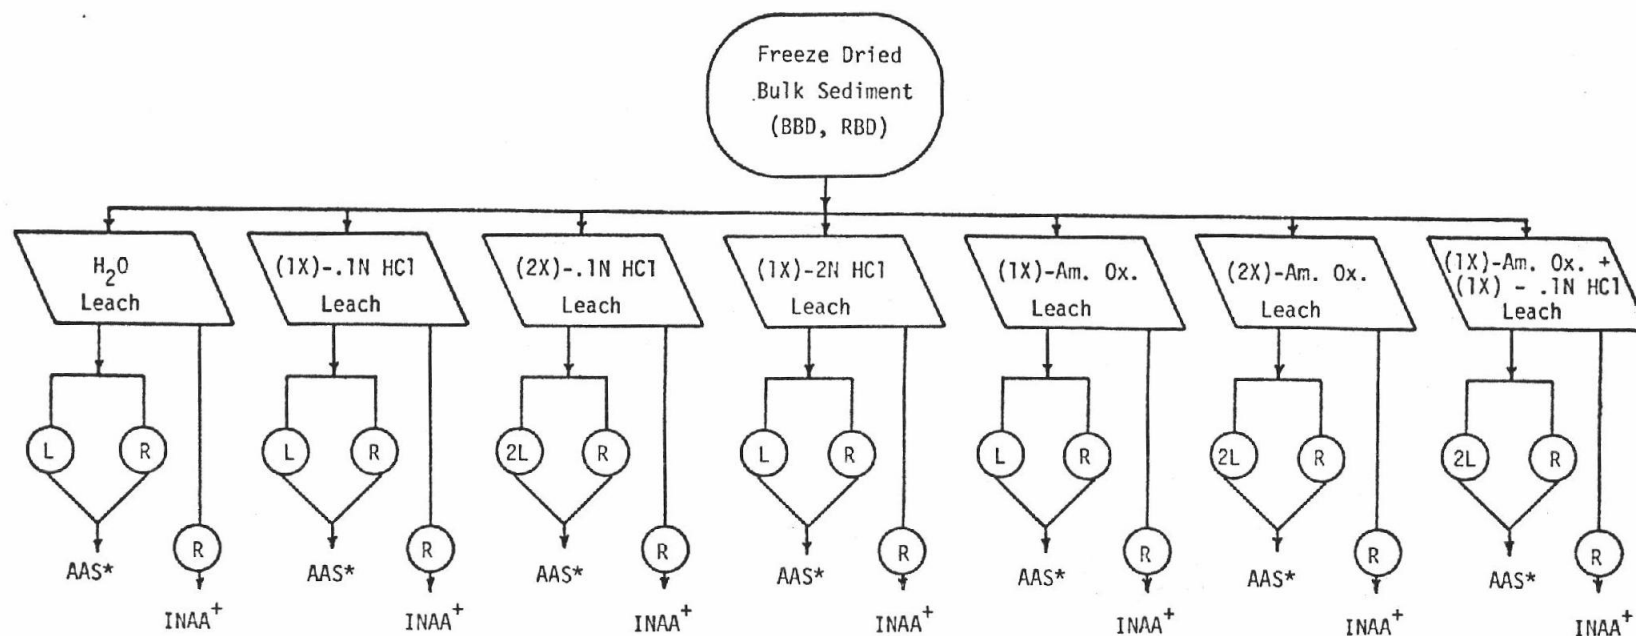 Freeze Dried
Bulk Sediment
(BBD, RBD)
H₂O
Leach
(1X)-.1N HCl
Leach
(2X)-.1N HCl
Leach
(1X)-2N HCl
Leach
(1X)-Am. Ox.
Leach
(2X)-Am. Ox.
Leach
(1X)-Am. Ox. +
(1X) - .1N HCl
Leach
L
R
L
R
2L
R
L
R
L
R
2L
R
2L
R
R
R
R
R
R
R
R
AAS*
AAS*
AAS*
AAS*
AAS*
AAS*
AAS*
INAA⁺
INAA⁺
INAA⁺
INAA⁺
INAA⁺
INAA⁺
INAA⁺